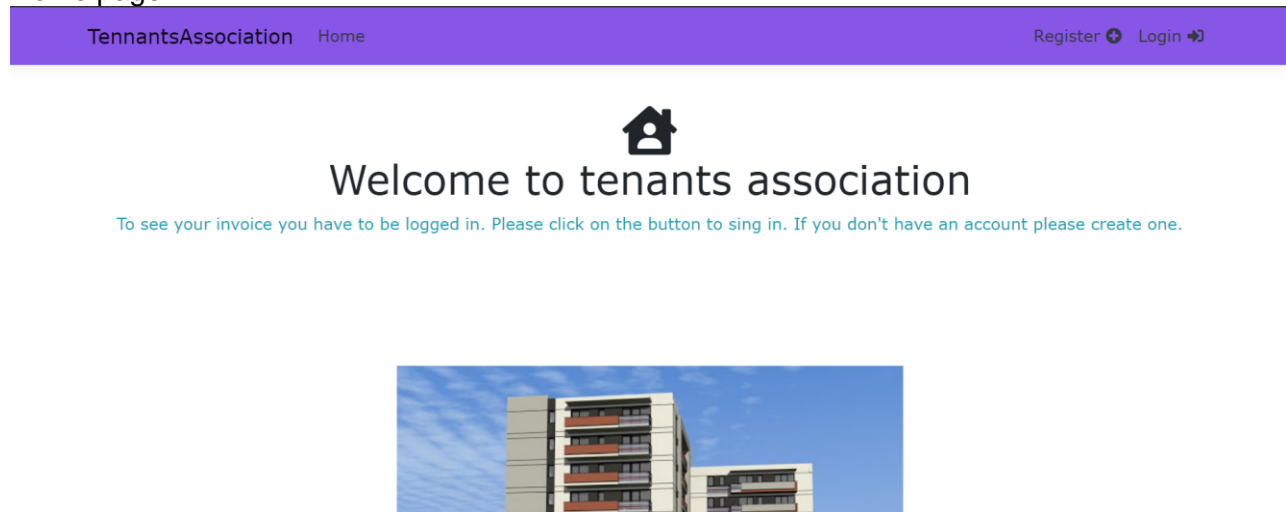 TennantsAssociation Home Register Login
Welcome to tenants association
To see your invoice you have to be logged in. Please click on the button to sing in. If you don't have an account please create one.